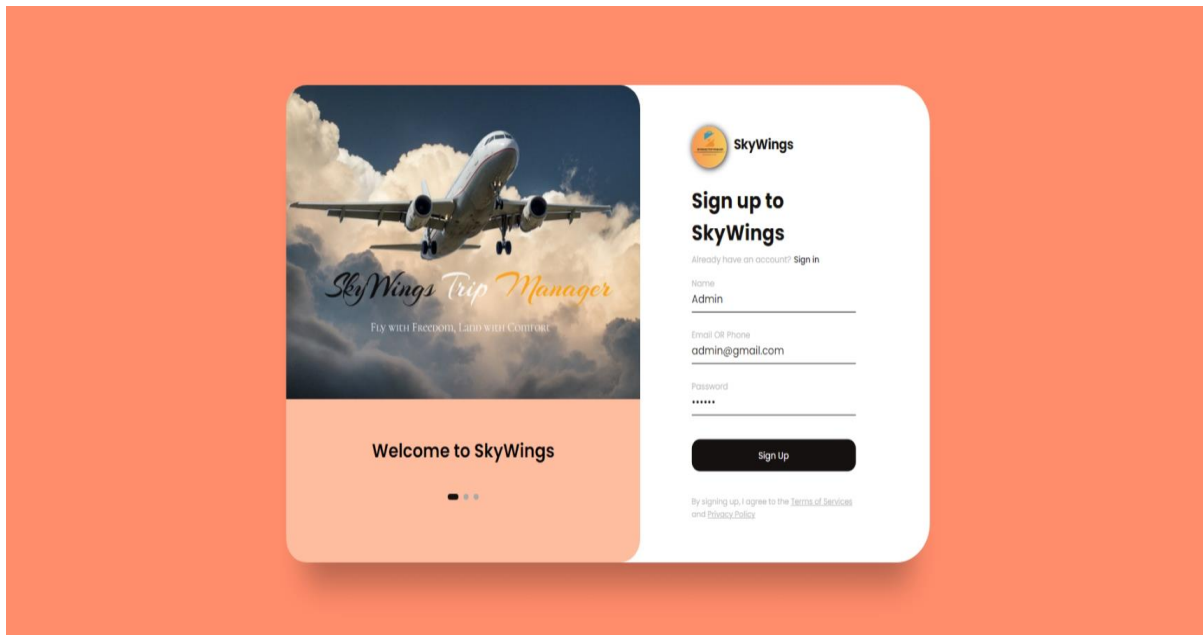 SkyWings Trip Manager
Fly with Freedom, Land with Comfort
Welcome to SkyWings
SkyWings
Sign up to
SkyWings
Already have an account? Sign in
Name
Admin
Email OR Phone
admin@gmail.com
Password
••••••
Sign Up
By signing up, I agree to the Terms of Services
and Privacy Policy